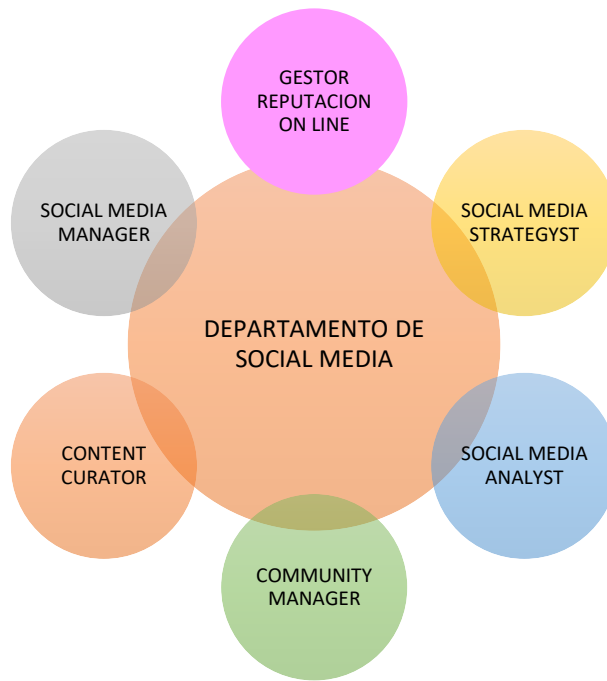 GESTOR
REPUTACION
ON LINE
SOCIAL MEDIA
MANAGER
SOCIAL MEDIA
STRATEGYST
DEPARTAMENTO DE
SOCIAL MEDIA
CONTENT
CURATOR
SOCIAL MEDIA
ANALYST
COMMUNITY
MANAGER